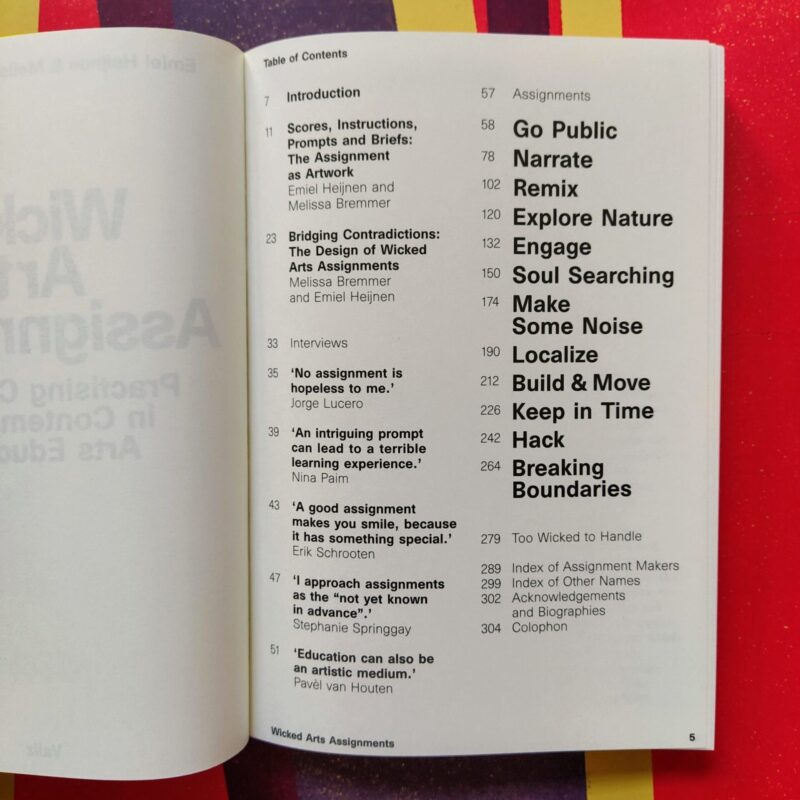 Table of Contents
7 Introduction
11 Scores, Instructions,
Prompts and Briefs:
The Assignment
as Artwork
Emiel Heijnen and
Melissa Bremmer
23 Bridging Contradictions:
The Design of Wicked
Arts Assignments
Melissa Bremmer
and Emiel Heijnen
33 Interviews
35 ‘No assignment is
hopeless to me.’
Jorge Lucero
39 ‘An intriguing prompt
can lead to a terrible
learning experience.’
Nina Paim
43 ‘A good assignment
makes you smile, because
it has something special.’
Erik Schrooten
47 ‘I approach assignments
as the “not yet known
in advance”.’
Stephanie Springgay
51 ‘Education can also be
an artistic medium.’
Pavèl van Houten
57 Assignments
58 Go Public
78 Narrate
102 Remix
120 Explore Nature
132 Engage
150 Soul Searching
174 Make
Some Noise
190 Localize
212 Build & Move
226 Keep in Time
242 Hack
264 Breaking
Boundaries
279 Too Wicked to Handle
289 Index of Assignment Makers
299 Index of Other Names
302 Acknowledgements
and Biographies
304 Colophon
Wicked Arts Assignments
5